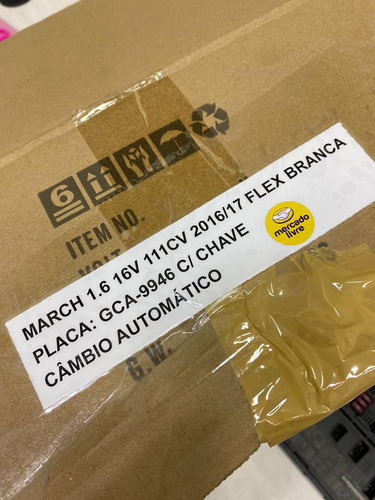 6
ITEM NO.
MARCH 1.6 16V 111CV 2016/17 FLEX BRANCA
PLACA: GCA-9946 C/ CHAVE
CÂMBIO AUTOMÁTICO
mercado
livre
G.W.